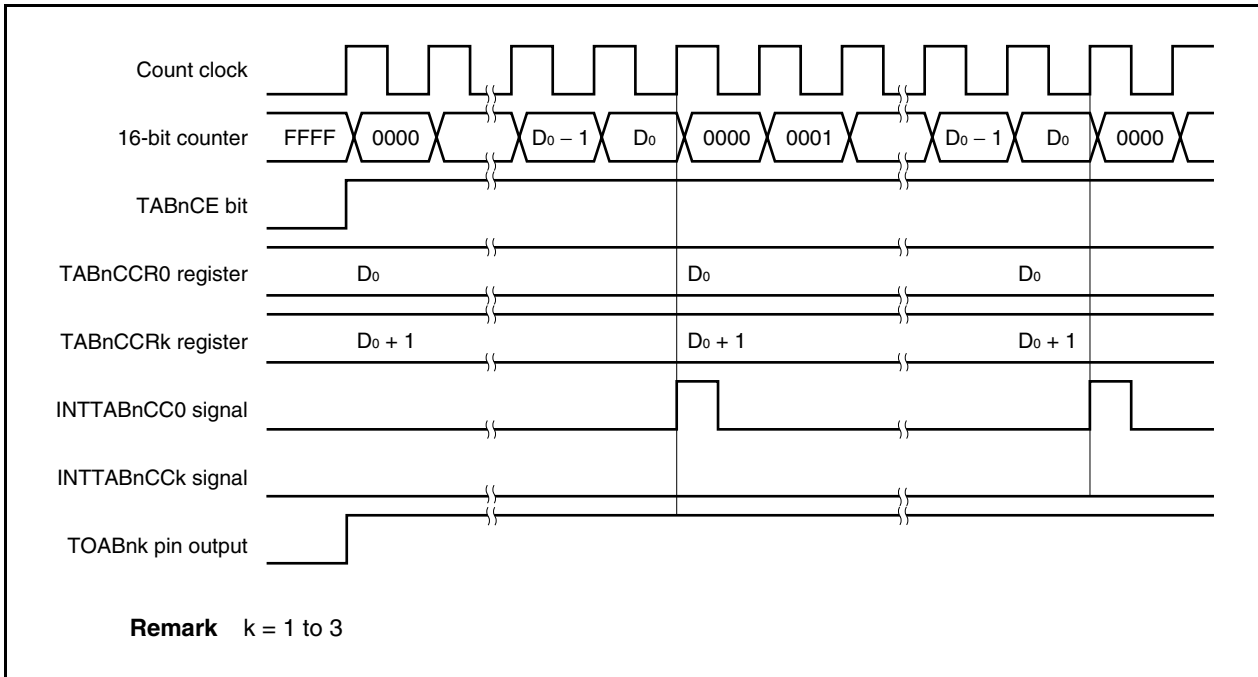 Count clock
16-bit counter FFFF 0000 D₀ − 1 D₀ 0000 0001 D₀ − 1 D₀ 0000
TABnCE bit
TABnCCR0 register D₀ D₀ D₀
TABnCCRk register D₀ + 1 D₀ + 1 D₀ + 1
INTTABnCC0 signal
INTTABnCCk signal
TOABnk pin output
Remark k = 1 to 3